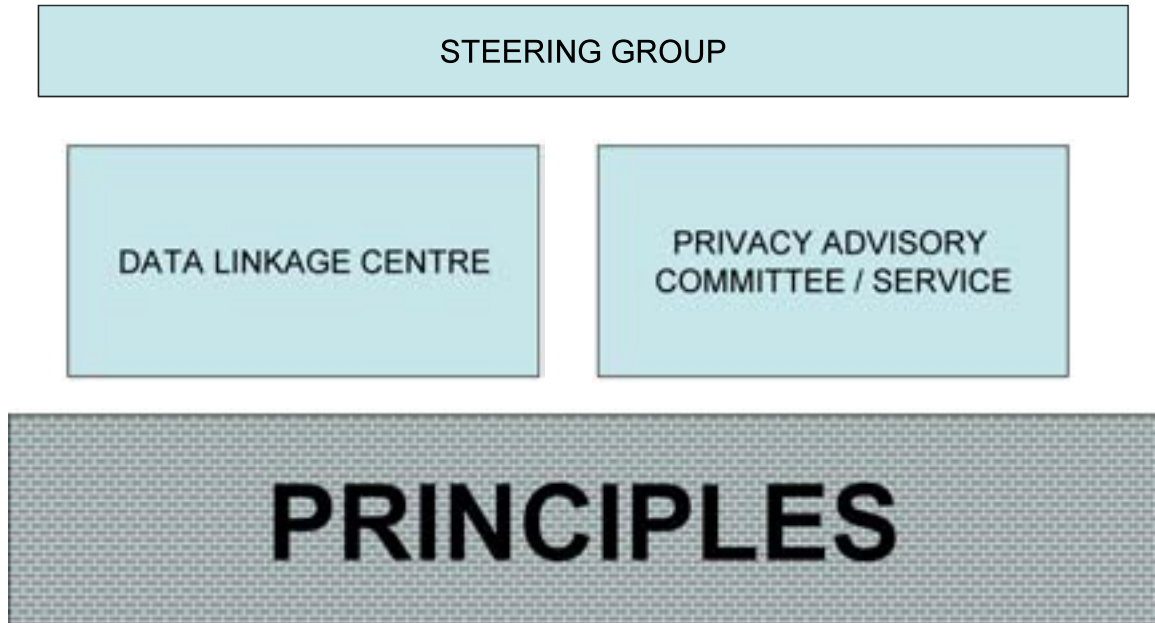 STEERING GROUP
DATA LINKAGE CENTRE
PRIVACY ADVISORY
COMMITTEE / SERVICE
PRINCIPLES